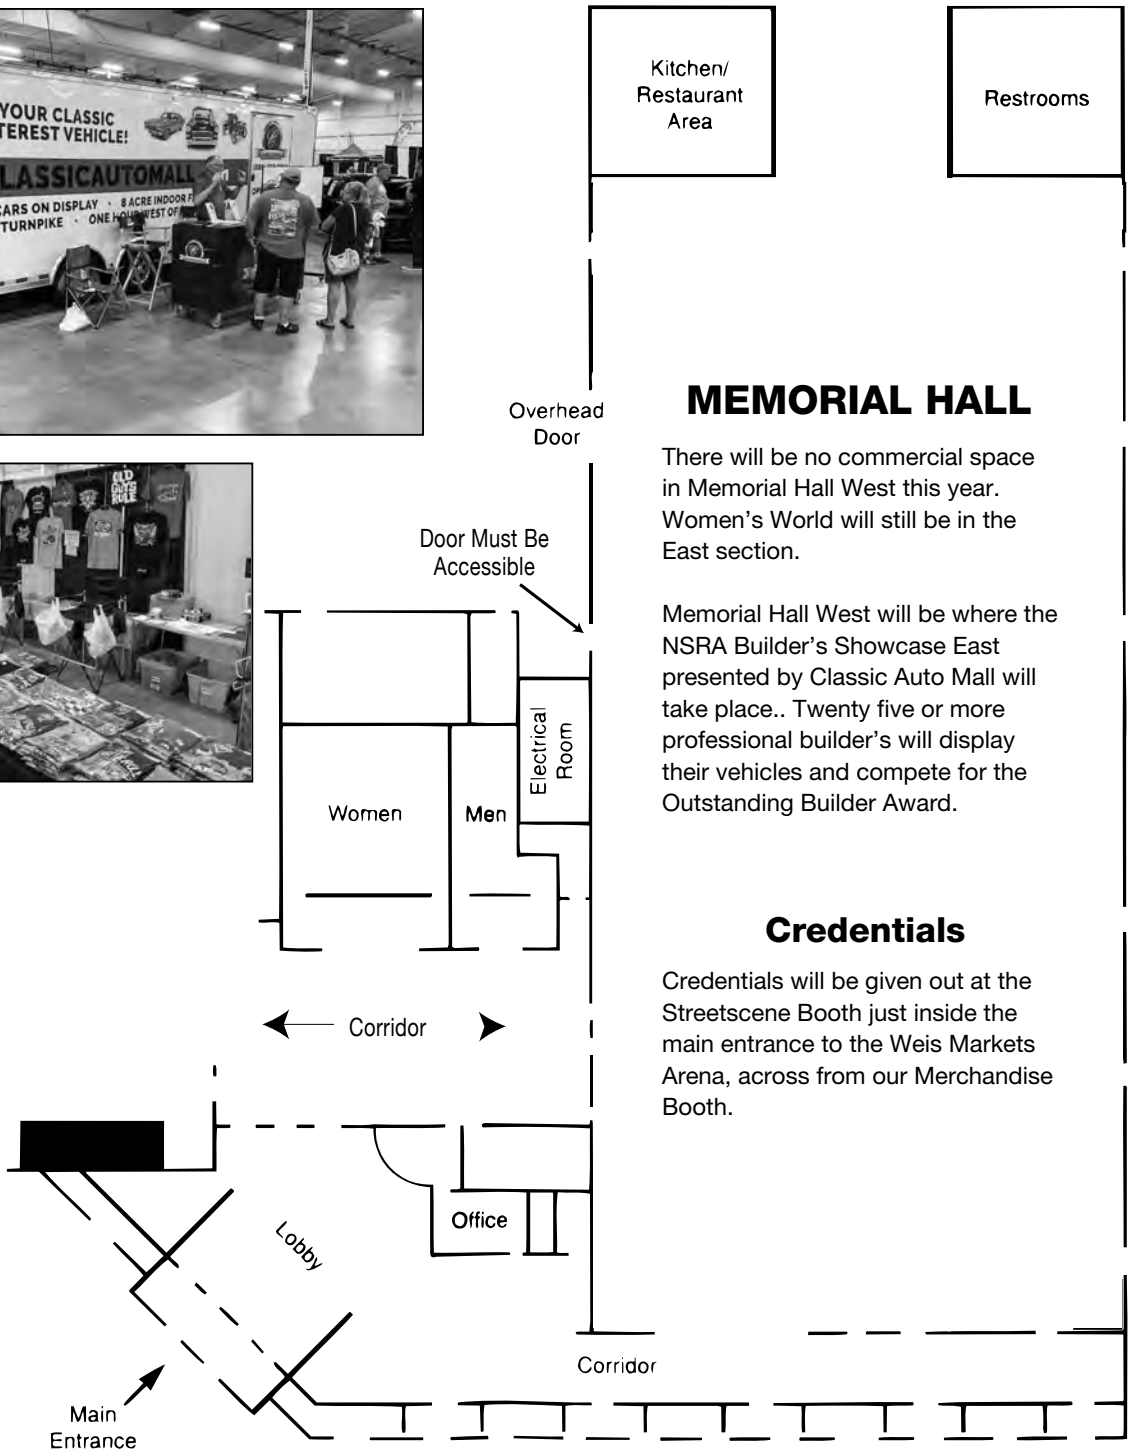 YOUR CLASSIC
TEREST VEHICLE!
LASSICAUTOMALL
CARS ON DISPLAY · 8 ACRE INDOOR F
TURNPIKE · ONE HOUR WEST OF
OLD
GUYS
RULE
Kitchen/
Restaurant
Area
Restrooms
Overhead
Door
Door Must Be
Accessible
MEMORIAL HALL
There will be no commercial space
in Memorial Hall West this year.
Women’s World will still be in the
East section.
Memorial Hall West will be where the
NSRA Builder’s Showcase East
presented by Classic Auto Mall will
take place.. Twenty five or more
professional builder’s will display
their vehicles and compete for the
Outstanding Builder Award.
Electrical
Room
Women
Men
Credentials
Credentials will be given out at the
Streetscene Booth just inside the
main entrance to the Weis Markets
Arena, across from our Merchandise
Booth.
Corridor
Office
Lobby
Corridor
Main
Entrance